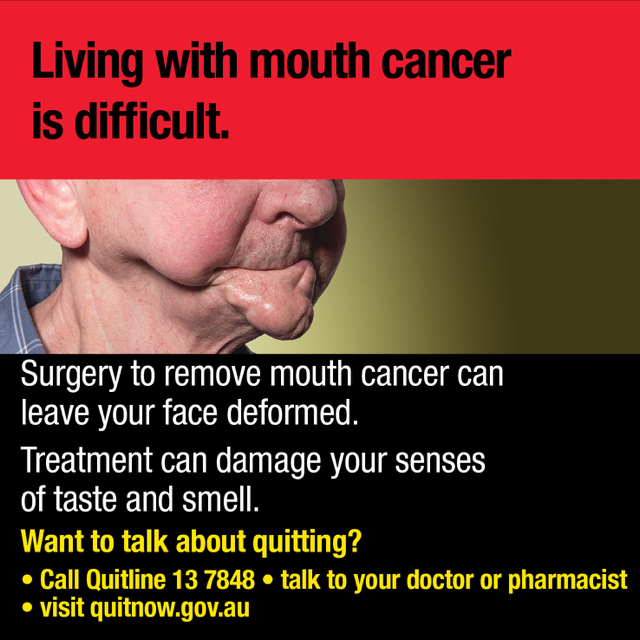 Living with mouth cancer
is difficult.
Surgery to remove mouth cancer can
leave your face deformed.
Treatment can damage your senses
of taste and smell.
Want to talk about quitting?
• Call Quitline 13 7848 • talk to your doctor or pharmacist
• visit quitnow.gov.au